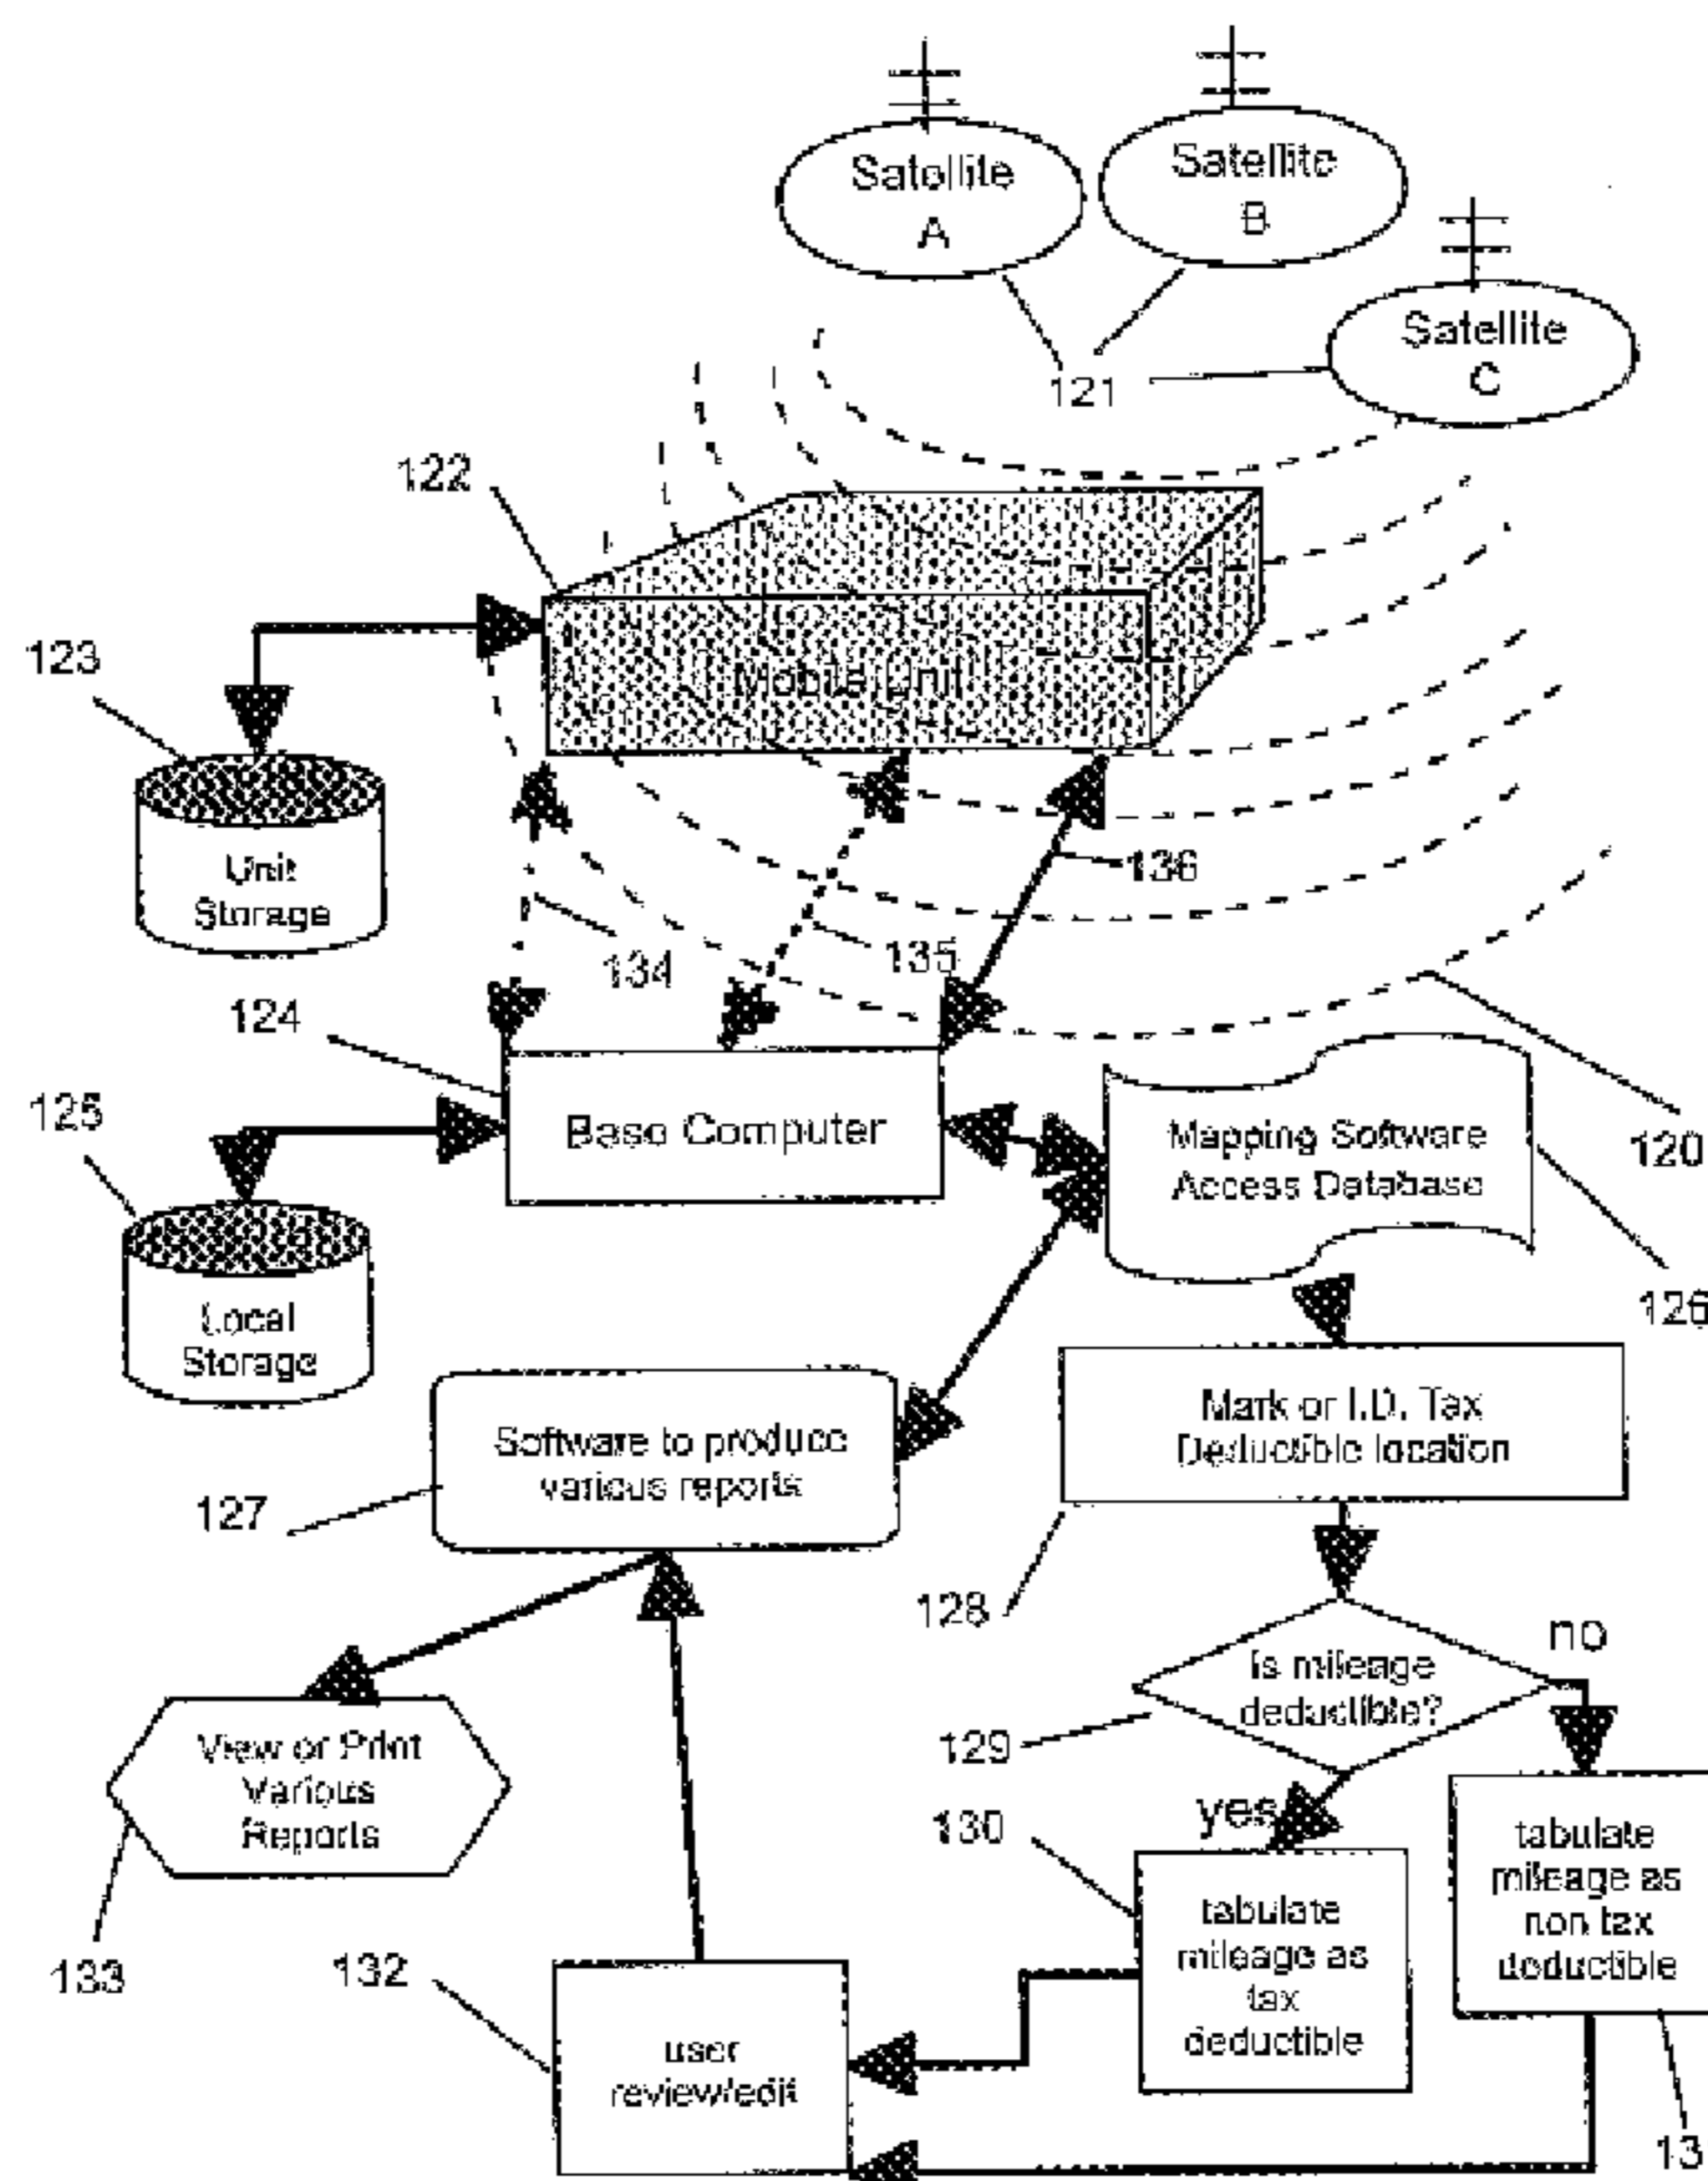 Satellite
A
Satellite
B
Satellite
C
121
122
Mobile Unit
123
Unit
Storage
136
134
135
124
Base Computer
125
Mapping Software
Access Database
120
126
Local
Storage
Mark or I.D. Tax
Deductible location
Software to produce
various reports
127
128
no
Is mileage
deductible?
129
View or Print
Various
Reports
yes
130
tabulate
mileage as
non tax
deductible
tabulate
mileage as
tax
deductible
133
132
user
review/edit
13